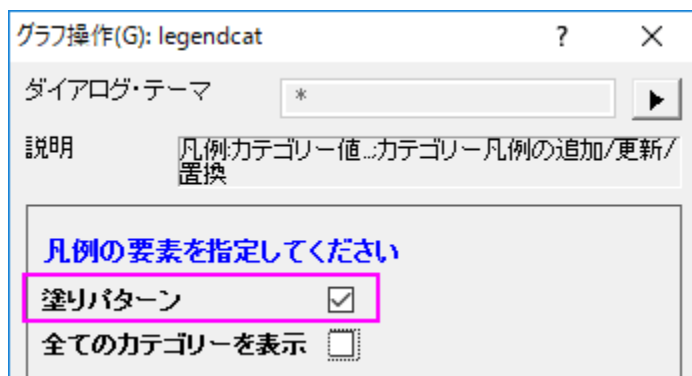 グラフ操作(G): legendcat ? ×
ダイアログ・テーマ *
説明 凡例:カテゴリー値...:カテゴリー凡例の追加/更新/
置換
凡例の要素を指定してください
塗りパターン
全てのカテゴリーを表示